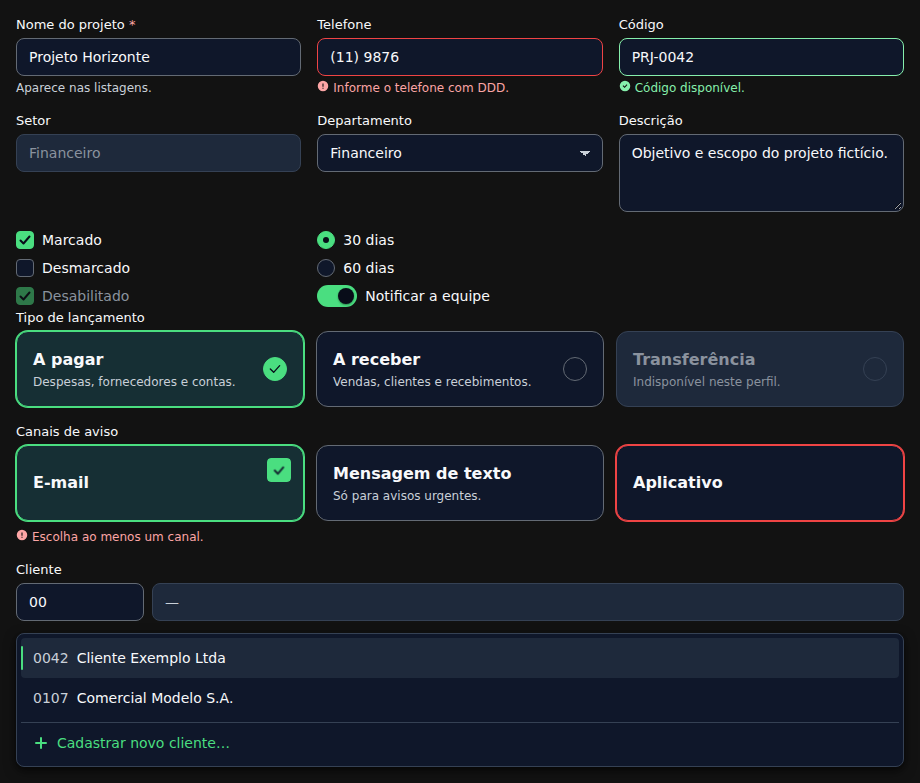 Nome do projeto *
Telefone
Código
Projeto Horizonte
(11) 9876
PRJ-0042
Aparece nas listagens.
Informe o telefone com DDD.
Código disponível.
Setor
Departamento
Descrição
Financeiro
Financeiro
Objetivo e escopo do projeto fictício.
Marcado
30 dias
Desmarcado
60 dias
Desabilitado
Notificar a equipe
Tipo de lançamento
A pagar
Despesas, fornecedores e contas.
A receber
Vendas, clientes e recebimentos.
Transferência
Indisponível neste perfil.
Canais de aviso
E-mail
Mensagem de texto
Só para avisos urgentes.
Aplicativo
Escolha ao menos um canal.
Cliente
00
—
0042 Cliente Exemplo Ltda
0107 Comercial Modelo S.A.
Cadastrar novo cliente…